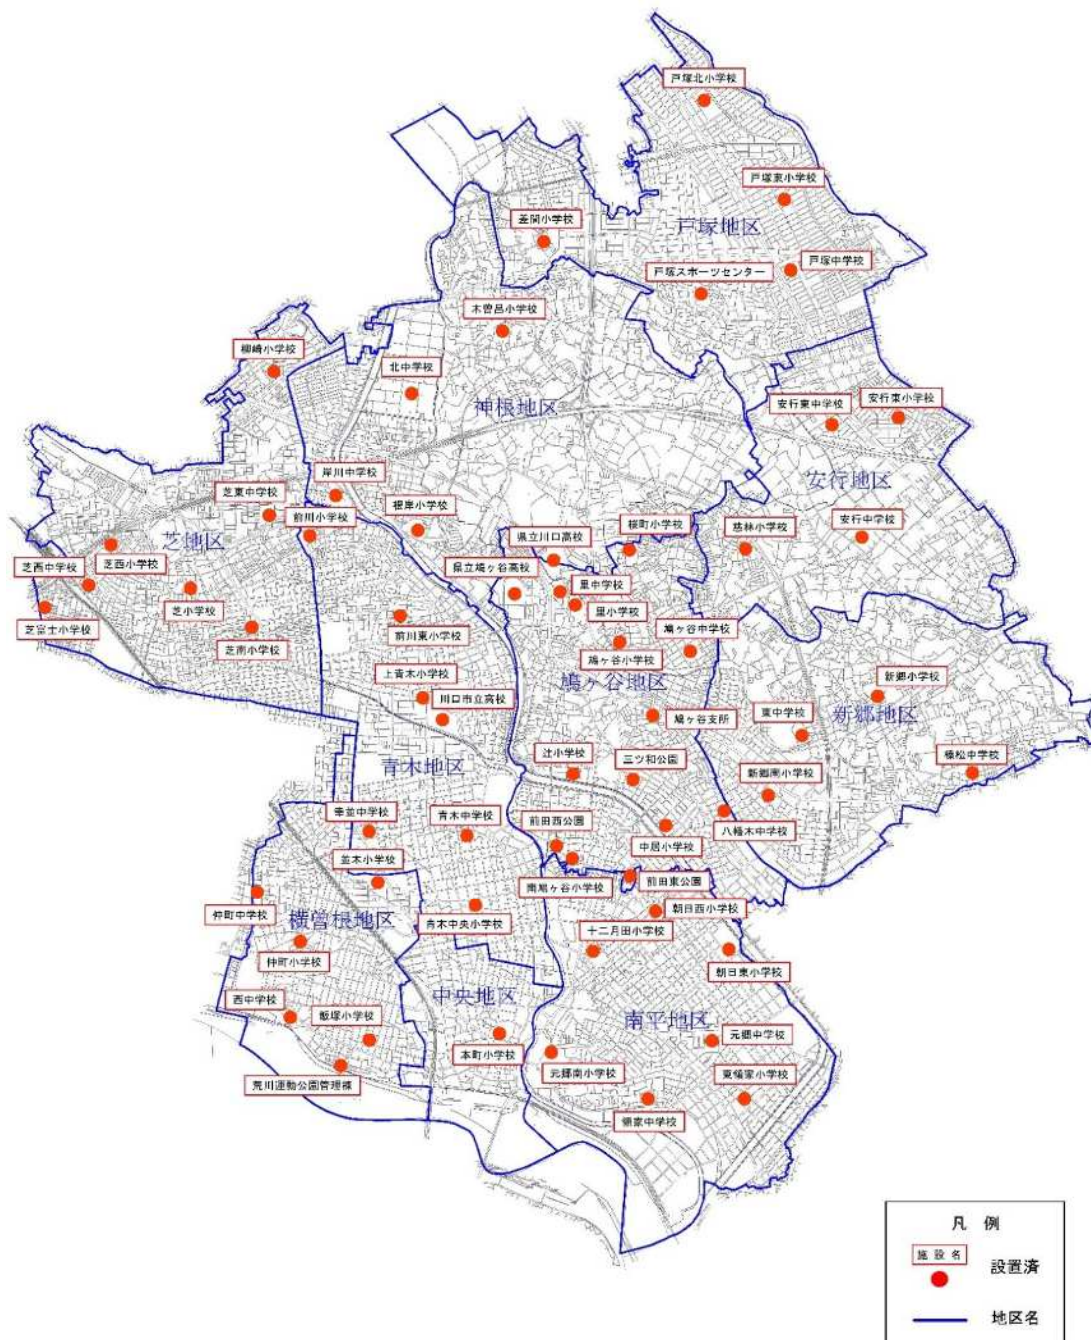 戸塚北小学校
戸塚東小学校
差間小学校
戸塚地区
戸塚中学校
戸塚スポーツセンター
木曽呂小学校
柳崎小学校
北中学校
神根地区
安行東中学校
安行東小学校
岸川中学校
安行地区
芝東中学校
前川小学校
根岸小学校
桜町小学校
慈林小学校
安行中学校
芝地区
県立川口高校
芝西中学校
芝西小学校
県立鳩ヶ谷高校
里中学校
芝小学校
里小学校
芝富士小学校
芝南小学校
前川東小学校
鳩ヶ谷中学校
鳩ヶ谷小学校
上青木小学校
鳩ヶ谷地区
新郷小学校
川口市立高校
鳩ヶ谷支所
新郷地区
東中学校
青木地区
辻小学校
三ツ和公園
榛松中学校
新郷南小学校
幸並中学校
青木中学校
前田西公園
八幡木中学校
中居小学校
並木小学校
南鳩ヶ谷小学校
前田東公園
仲町中学校
横曽根地区
青木中央小学校
朝日西小学校
十二月田小学校
仲町小学校
朝日東小学校
西中学校
中央地区
飯塚小学校
南平地区
元郷中学校
本町小学校
元郷南小学校
東領家小学校
荒川運動公園管理棟
領家中学校
凡 例
施設名
設置済
地区名